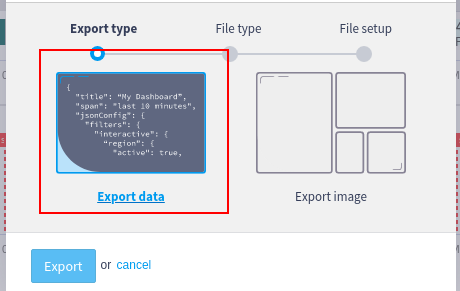 Export type File type File setup
{
"title": "My Dashboard",
"span": "last 10 minutes",
"jsonConfig": {
"filters": {
"interactive": {
"region": {
"active": true,
Export data Export image
Export or cancel